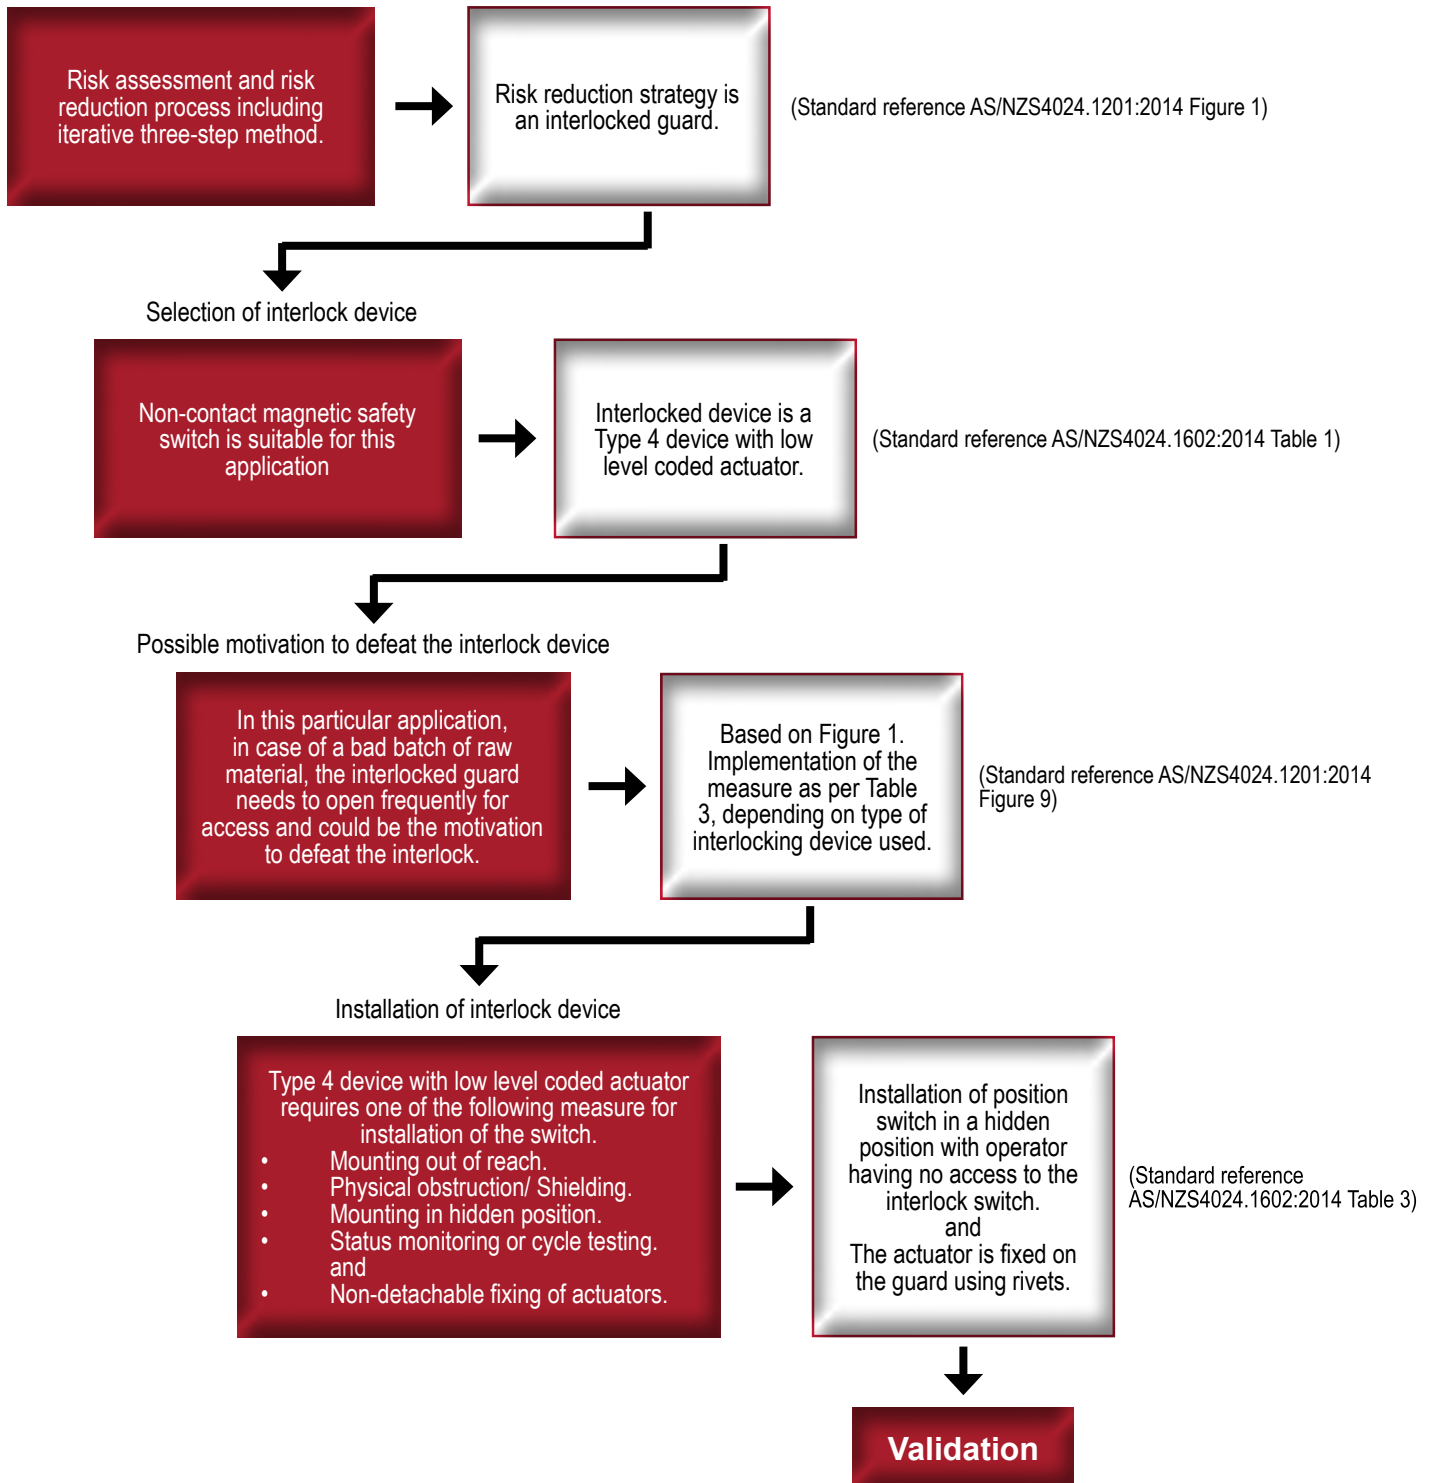 Risk assessment and risk
reduction process including
iterative three-step method.
Risk reduction strategy is
an interlocked guard.
(Standard reference AS/NZS4024.1201:2014 Figure 1)
Selection of interlock device
Non-contact magnetic safety
switch is suitable for this
application
Interlocked device is a
Type 4 device with low
level coded actuator.
(Standard reference AS/NZS4024.1602:2014 Table 1)
Possible motivation to defeat the interlock device
In this particular application,
in case of a bad batch of raw
material, the interlocked guard
needs to open frequently for
access and could be the motivation
to defeat the interlock.
Based on Figure 1.
Implementation of the
measure as per Table
3, depending on type of
interlocking device used.
(Standard reference AS/NZS4024.1201:2014
Figure 9)
Installation of interlock device
Type 4 device with low level coded actuator
requires one of the following measure for
installation of the switch.
• Mounting out of reach.
• Physical obstruction/ Shielding.
• Mounting in hidden position.
• Status monitoring or cycle testing.
and
• Non-detachable fixing of actuators.
Installation of position
switch in a hidden
position with operator
having no access to the
interlock switch.
and
The actuator is fixed on
the guard using rivets.
(Standard reference
AS/NZS4024.1602:2014 Table 3)
Validation